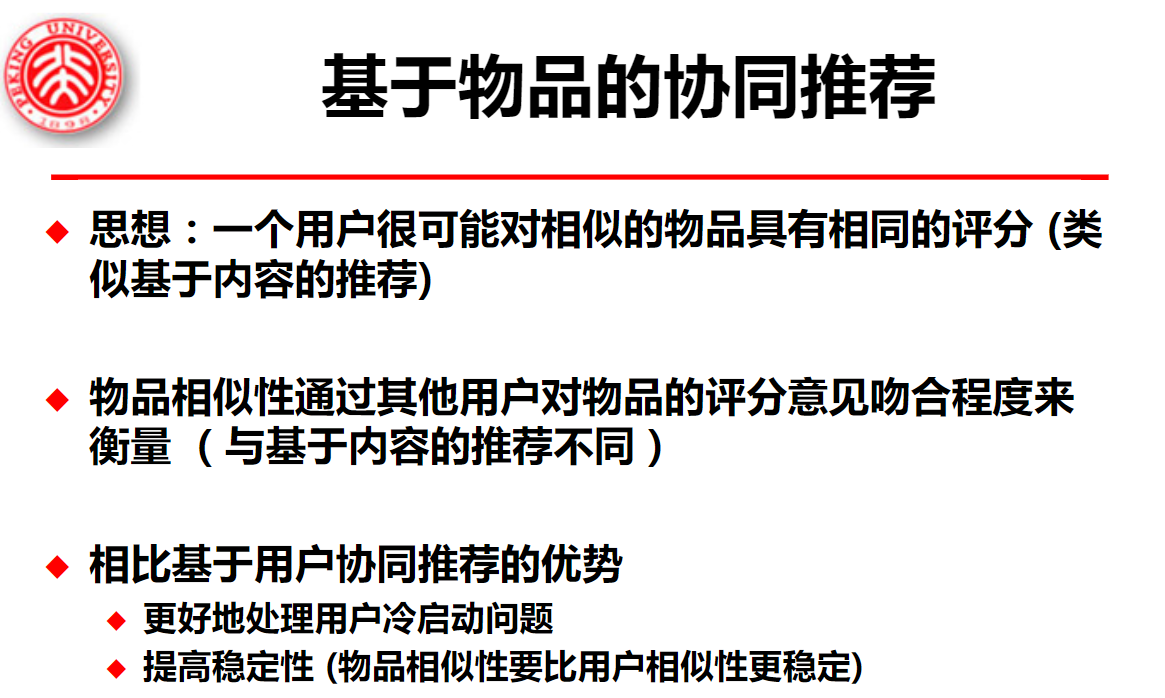 PEKING UNIVERSITY
1898
基于物品的协同推荐
思想：一个用户很可能对相似的物品具有相同的评分 (类
似基于内容的推荐)
物品相似性通过其他用户对物品的评分意见吻合程度来
衡量 （与基于内容的推荐不同）
相比基于用户协同推荐的优势
更好地处理用户冷启动问题
提高稳定性 (物品相似性要比用户相似性更稳定)